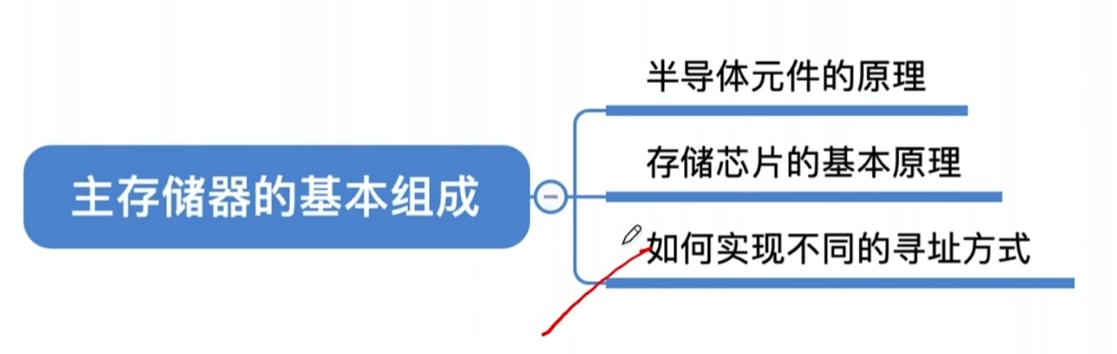 半导体元件的原理
存储芯片的基本原理
主存储器的基本组成
如何实现不同的寻址方式